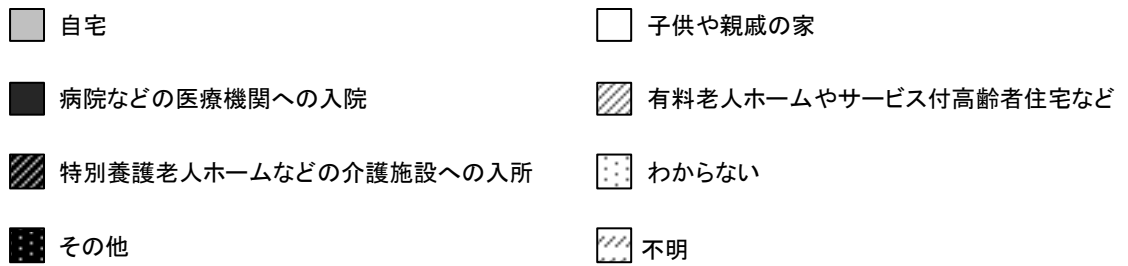 自宅
子供や親戚の家
病院などの医療機関への入院
有料老人ホームやサービス付高齢者住宅など
特別養護老人ホームなどの介護施設への入所
わからない
その他
不明